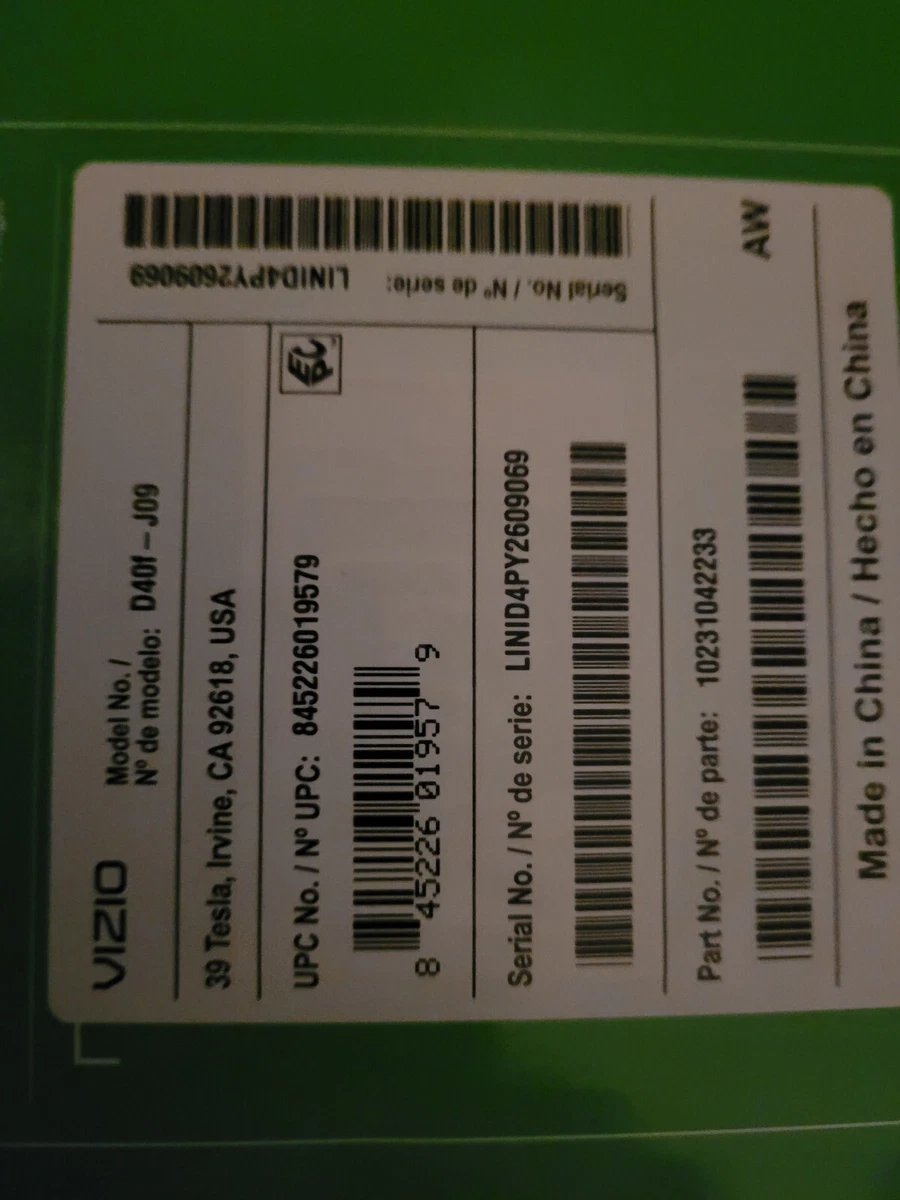 VIZIO
Model No. /
Nº de modelo: D40f – J09
39 Tesla, Irvine, CA 92618, USA
UPC No. / Nº UPC: 845226019579
8 45226 01957 9
Serial No. / Nº de serie: LINID4PY2609069
Serial No. / Nº de serie: LINID4PY2609069
Part No. / Nº de parte: 10231042233
AW
Made in China / Hecho en China